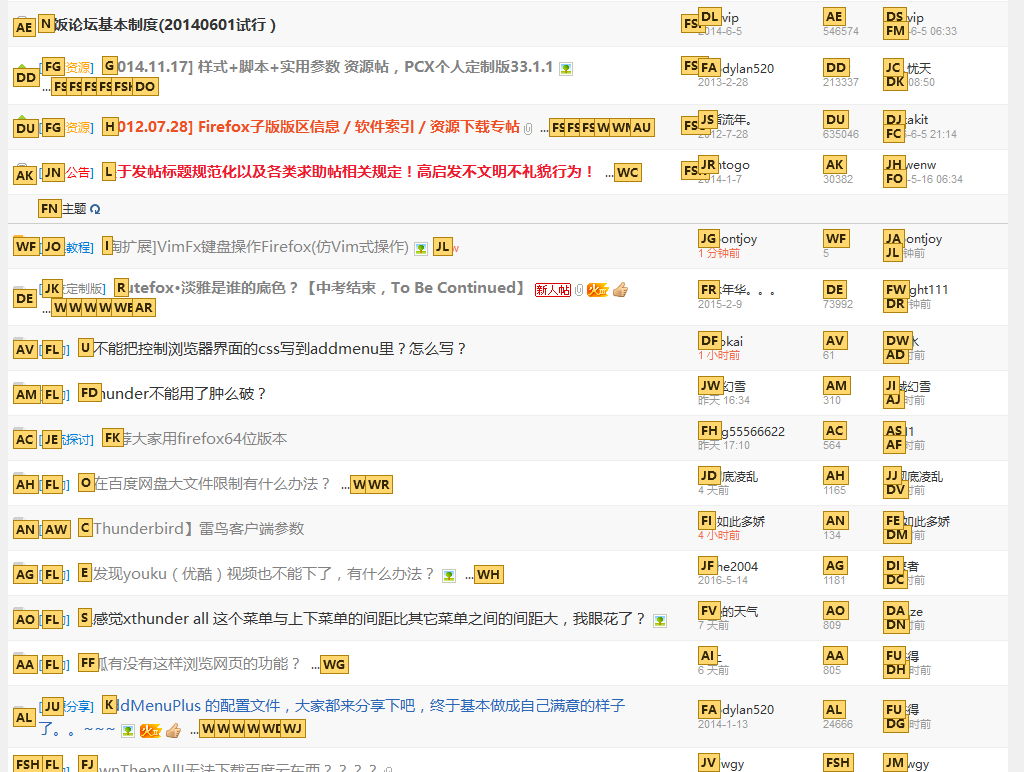 AE N 版论坛基本制度(20140601试行 ) FS DL vip AE DS vip
2014-6-5 546574 FM -6-5 06:33
DD FG 资源] G 014.11.17] 样式+脚本+实用参数 资源帖，PCX个人定制版33.1.1 FS FA dylan520 DD JC 忧天
... DO 2013-2-28 213337 DK 08:50
DU [FG 资源] H 012.07.28] Firefox子版版区信息 / 软件索引 / 资源下载专帖 ... AU FS JS 流年。 DU DJ akit
2012-7-28 635046 FC -6-5 21:14
AK JN 公告] L 于发帖标题规范化以及各类求助帖相关规定！高启发不文明不礼貌行为！ ... WC FS JR ntogo AK JH wenw
2014-1-7 30382 FO -5-16 06:34
FN 主题
WF JO 教程] I 淘扩展]VimFx键盘操作Firefox(仿Vim式操作) JL JG ontjoy WF JA ontjoy
1 分钟前 5 JL 钟前
DE JK 定制版] R utefox•淡雅是谁的底色？【中考结束，To Be Continued】 新人帖 FR 年华。。。 DE FW ght111
... AR 2015-2-9 73992 DR 钟前
AV [FL ] U 不能把控制浏览器界面的css写到addmenu里？怎么写？ DF okai AV DW K
1 小时前 61 AD 时前
AM [FL ] FD hunder不能用了肿么破？ JW 幻雪 AM JI 幻雪
昨天 16:34 310 AJ 时前
AC [JE 探讨] FK 荐大家用firefox64位版本 FH g55566622 AC AS 1
昨天 17:10 564 AF 时前
AH [FL ] O 在百度网盘大文件限制有什么办法？ ... WR JD 底凌乱 AH JJ 底凌乱
4 天前 1165 DV 时前
AN [AW C Thunderbird】雷鸟客户端参数 FI 如此多娇 AN FE 如此多娇
4 小时前 134 DM 时前
AG [FL ] E 发现youku（优酷）视频也不能下了，有什么办法？ ... WH JF ne2004 AG DI 者
2016-5-14 1181 DC 时前
AO [FL ] S 感觉xthunder all 这个菜单与上下菜单的间距比其它菜单之间的间距大，我眼花了？ FV 的天气 AO DA ze
7 天前 809 DN 时前
AA [FL ] FF 狐有没有这样浏览网页的功能？ ... WG AI 上 AA FU 得
6 天前 805 DH 时前
AL [JU 分享] K ddMenuPlus 的配置文件，大家都来分享下吧，终于基本做成自己满意的样子 FA dylan520 AL FU 得
了。。~~~ ... WJ 2014-1-13 24666 DG 时前
FSH FL ] FJ wnThemAll无法下载百度云东西？？？？ JV wgy FSH JM wgy